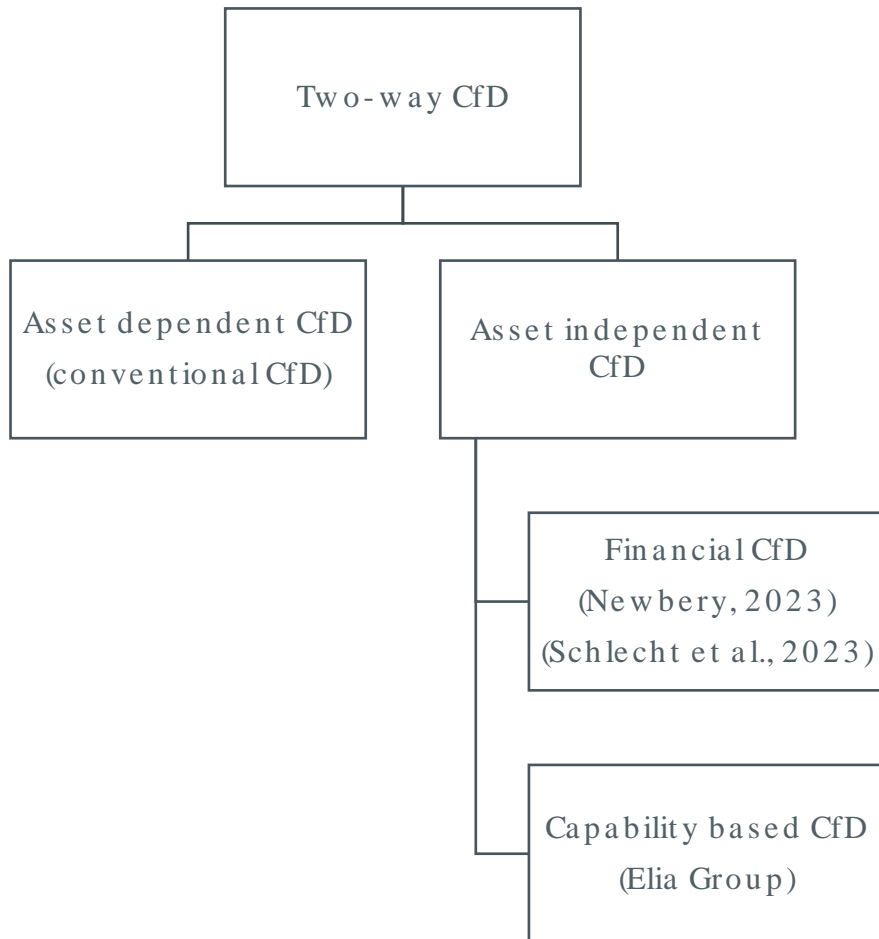 Two-way CfD
Asset dependent CfD
(conventional CfD)
Asset independent
CfD
Financial CfD
(Newbery, 2023)
(Schlecht et al., 2023)
Capability based CfD
(Elia Group)